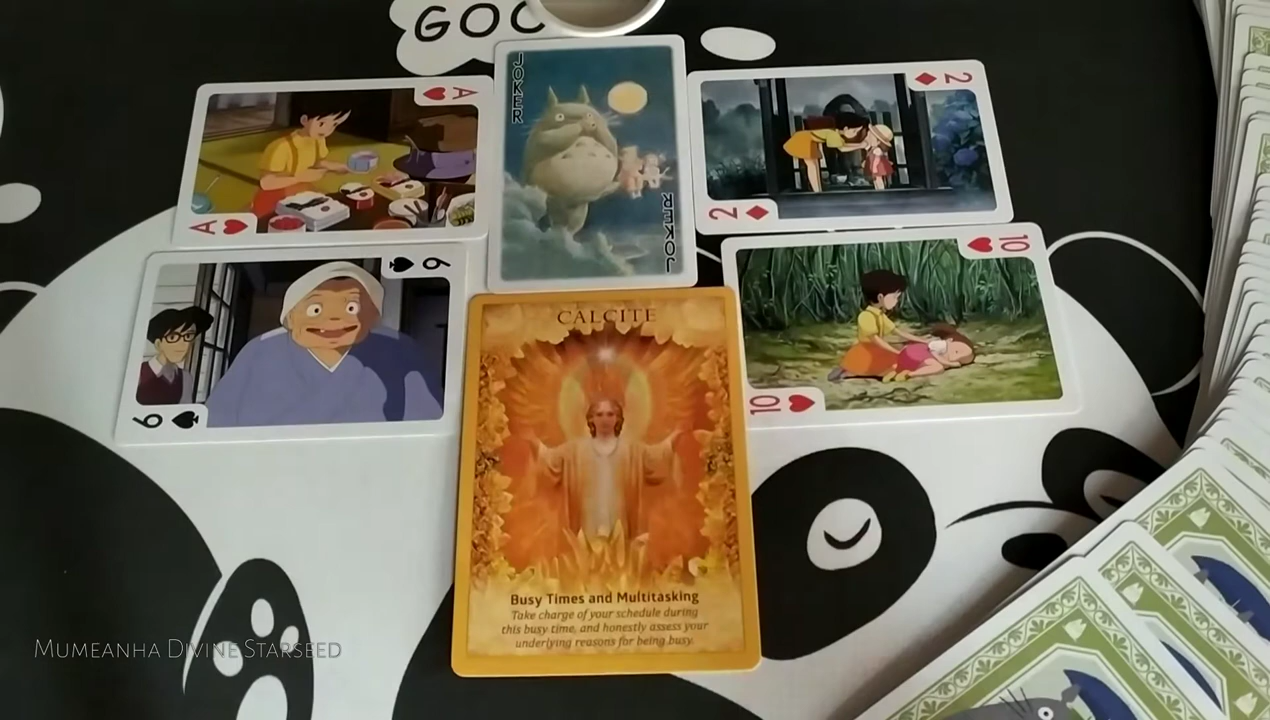 GOO
A
A
JOKER
JOKER
2
2
9
9
10
10
CALCITE
Busy Times and Multitasking
Take charge of your schedule during
this busy time, and honestly assess your
underlying reasons for being busy.
Mumeanha Divine Starseed